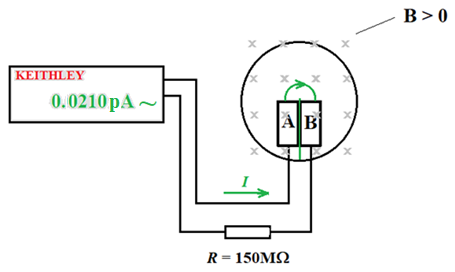 B > 0
KEITHLEY
0.0210pA ~
A B
I
R = 150MΩ